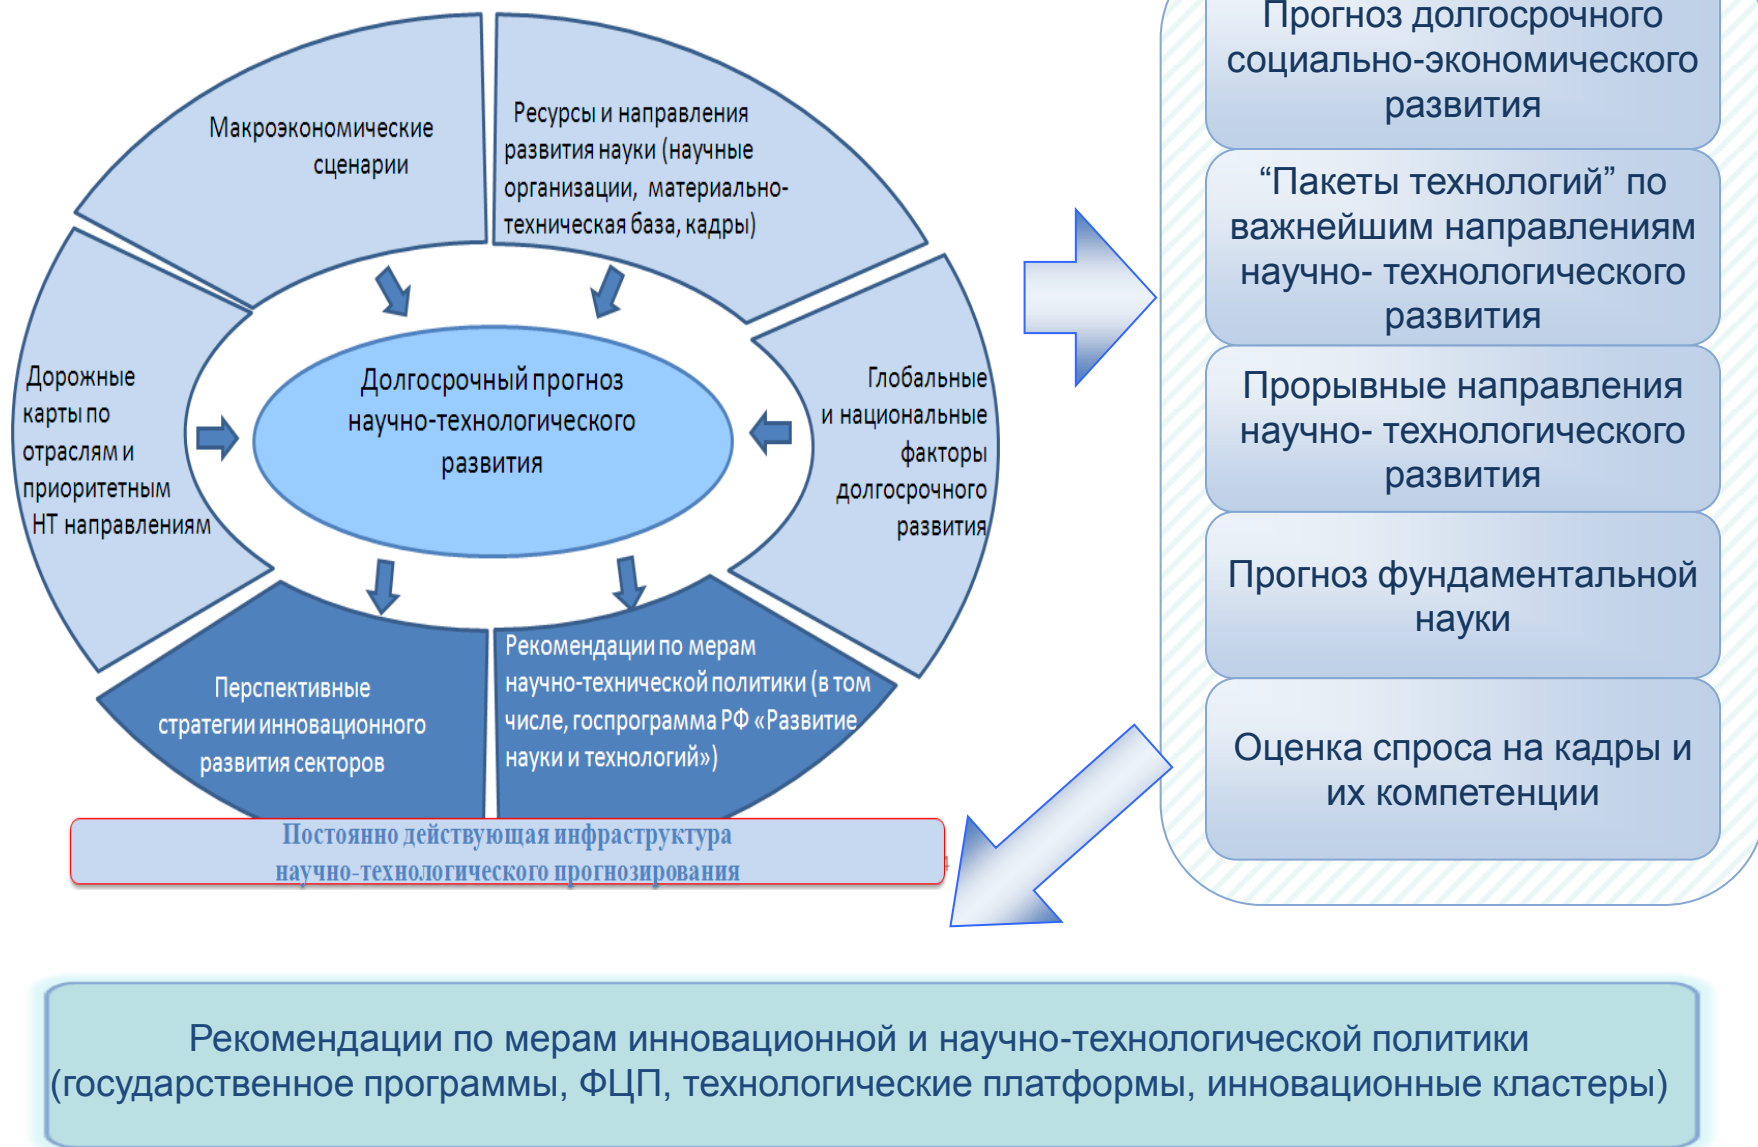 Макроэкономические
сценарии
Ресурсы и направления
развития науки (научные
организации, материально-
техническая база, кадры)
Дорожные
карты по
отраслям и
приоритетным
НТ направлениям
Долгосрочный прогноз
научно-технологического
развития
Глобальные
и национальные
факторы
долгосрочного
развития
Перспективные
стратегии инновационного
развития секторов
Рекомендации по мерам
научно-технической политики (в том
числе, госпрограмма РФ «Развитие
науки и технологий»)
Постоянно действующая инфраструктура
научно-технологического прогнозирования
4
Прогноз долгосрочного
социально-экономического
развития
“Пакеты технологий” по
важнейшим направлениям
научно- технологического
развития
Прорывные направления
научно- технологического
развития
Прогноз фундаментальной
науки
Оценка спроса на кадры и
их компетенции
Рекомендации по мерам инновационной и научно-технологической политики
(государственное программы, ФЦП, технологические платформы, инновационные кластеры)